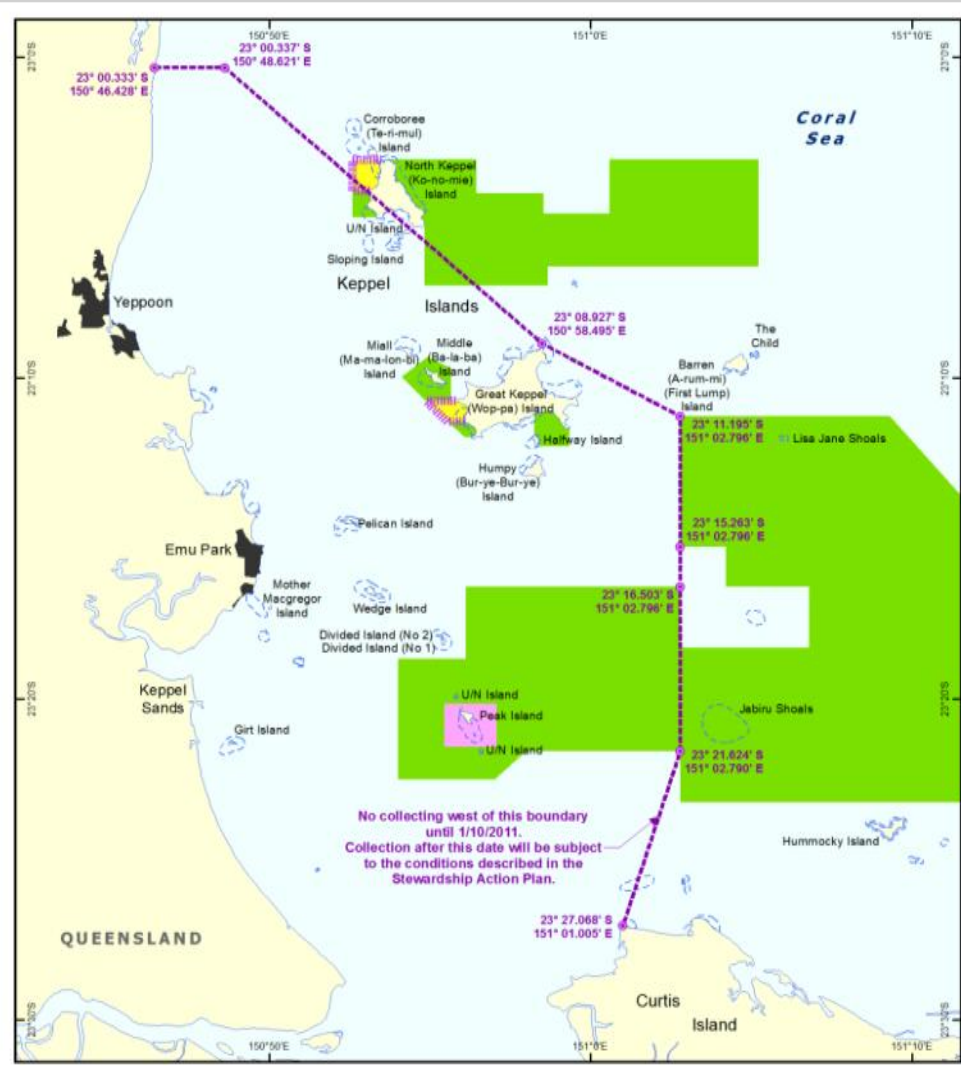 150°50'E
151°0'E
151°10'E
23°0'S
23°0'S
23° 00.337' S
150° 48.621' E
23° 00.333' S
150° 46.428' E
Coral
Sea
Corroboree
(Te-ri-mul)
Island
North Keppel
(Ko-no-mie)
Island
U/N Island
Sloping Island
Keppel
Islands
Yeppoon
23° 08.927' S
150° 58.495' E
The
Child
Miall
(Ma-ma-lon-bi)
Island
Middle
(Ba-la-ba)
Island
Barren
(A-rum-mi)
(First Lump)
Island
23°10'S
23°10'S
Great Keppel
(Wop-pa) Island
23° 11.195' S
151° 02.796' E
Lisa Jane Shoals
Halfway Island
Humpy
(Bur-ye-Bur-ye)
Island
Pelican Island
23° 15.263' S
151° 02.796' E
Emu Park
Mother
Macgregor
Island
Wedge Island
23° 16.503' S
151° 02.796' E
Divided Island (No 2)
Divided Island (No 1)
Keppel
Sands
23°20'S
23°20'S
U/N Island
Peak Island
U/N Island
Jabiru Shoals
Girt Island
23° 21.624' S
151° 02.790' E
No collecting west of this boundary
until 1/10/2011.
Collection after this date will be subject
to the conditions described in the
Stewardship Action Plan.
Hummocky Island
23° 27.068' S
151° 01.005' E
QUEENSLAND
Curtis
Island
23°30'S
23°30'S
150°50'E
151°0'E
151°10'E